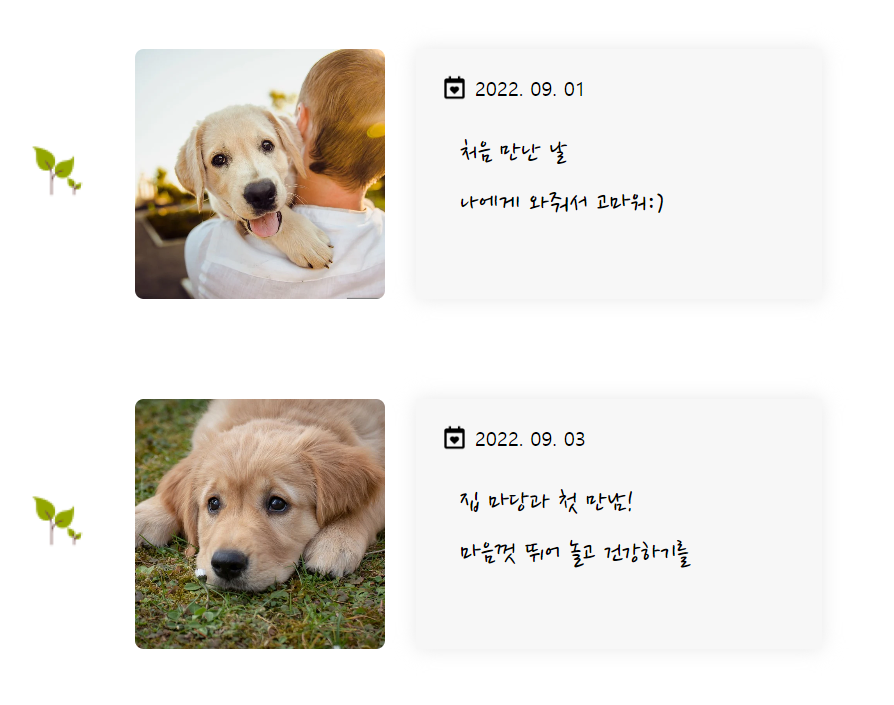 2022. 09. 01
처음 만난 날
나에게 와줘서 고마워:)
2022. 09. 03
집 마당과 첫 만남!
마음껏 뛰어 놀고 건강하기를